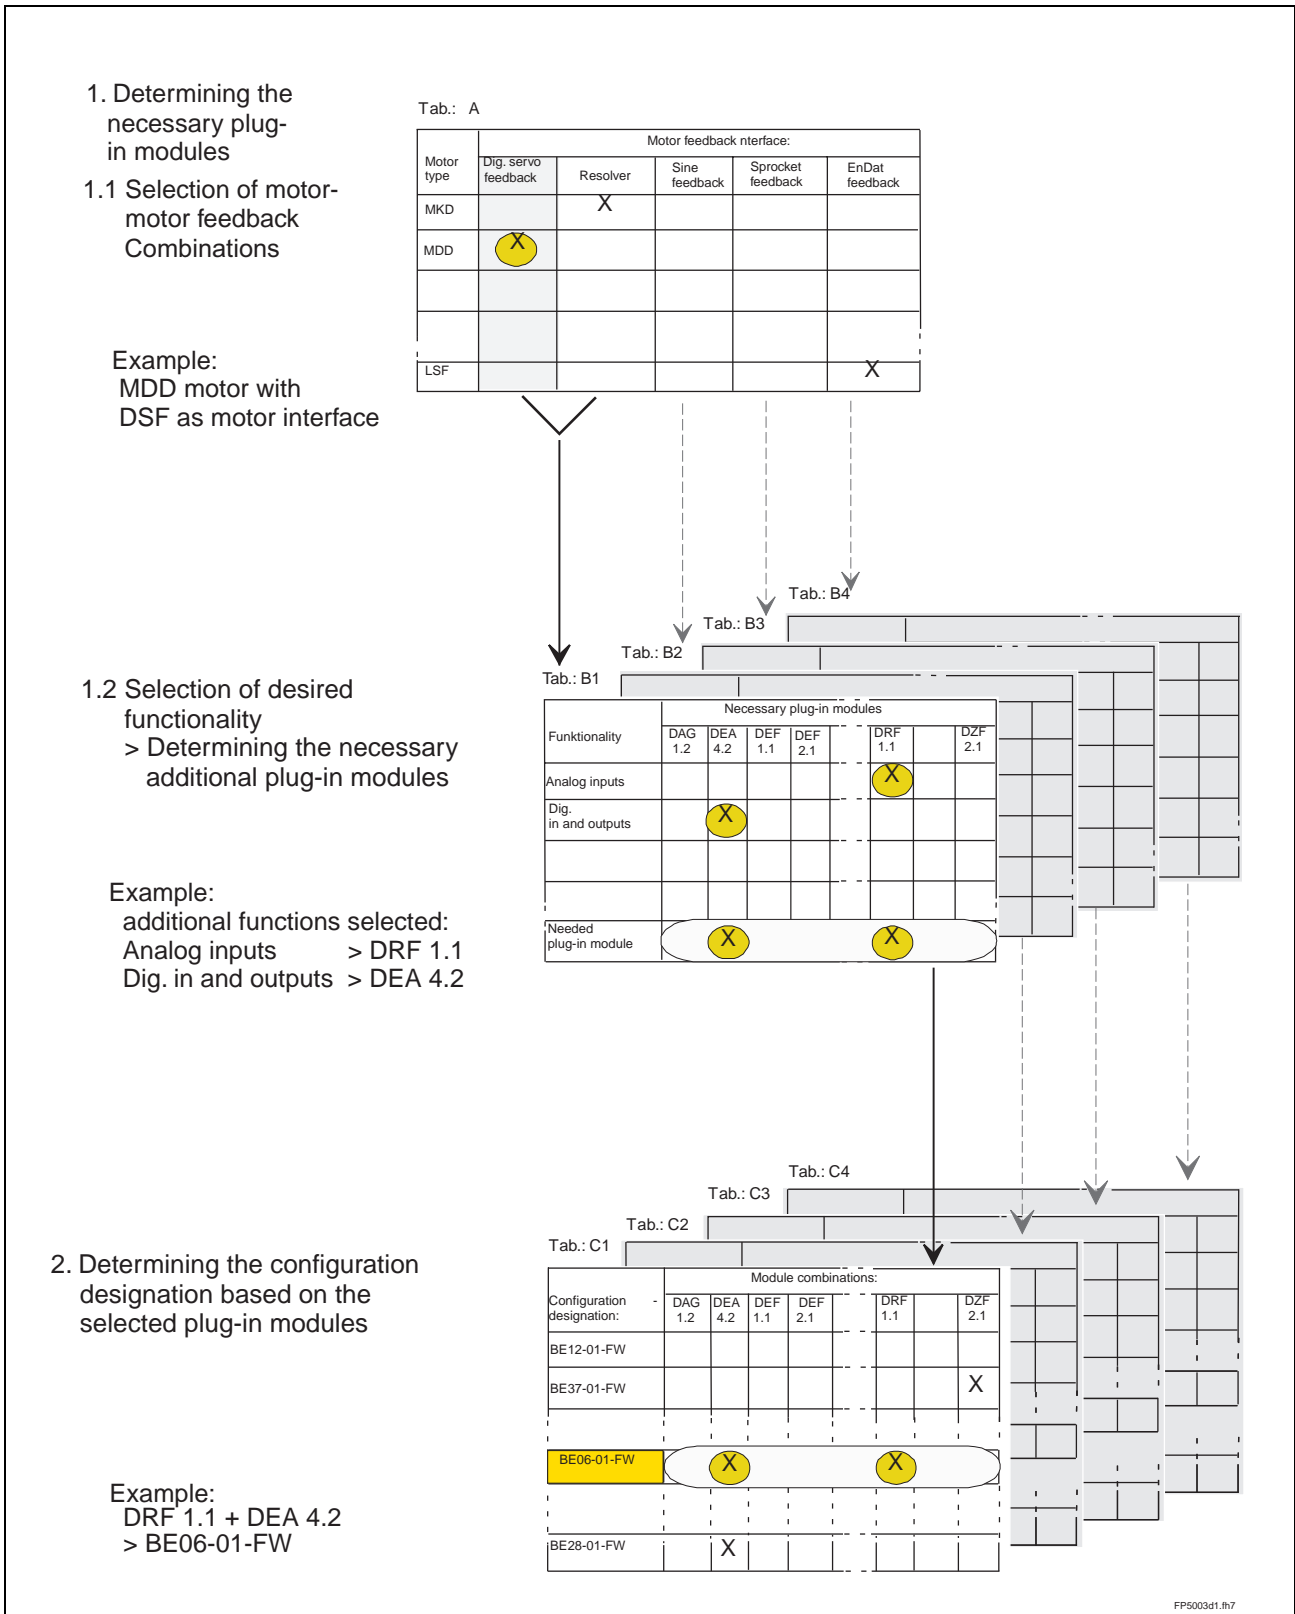 1. Determining the
necessary plug-
in modules
1.1 Selection of motor-
motor feedback
Combinations
Example:
MDD motor with
DSF as motor interface
Tab.: A
Motor feedback nterface:
Motor
type
Dig. servo
feedback
Resolver
Sine
feedback
Sprocket
feedback
EnDat
feedback
MKD X
MDD X
LSF X
1.2 Selection of desired
functionality
> Determining the necessary
additional plug-in modules
Example:
additional functions selected:
Analog inputs > DRF 1.1
Dig. in and outputs > DEA 4.2
Tab.: B4
Tab.: B3
Tab.: B2
Tab.: B1
Necessary plug-in modules
Funktionality
DAG
1.2
DEA
4.2
DEF
1.1
DEF
2.1
DRF
1.1
DZF
2.1
Analog inputs X
Dig.
in and outputs X
Needed
plug-in module X X
2. Determining the configuration
designation based on the
selected plug-in modules
Example:
DRF 1.1 + DEA 4.2
> BE06-01-FW
Tab.: C4
Tab.: C3
Tab.: C2
Tab.: C1
Module combinations:
Configuration -
designation:
DAG
1.2
DEA
4.2
DEF
1.1
DEF
2.1
DRF
1.1
DZF
2.1
BE12-01-FW
BE37-01-FW X
BE06-01-FW X X
BE28-01-FW X
FP5003d1.fh7